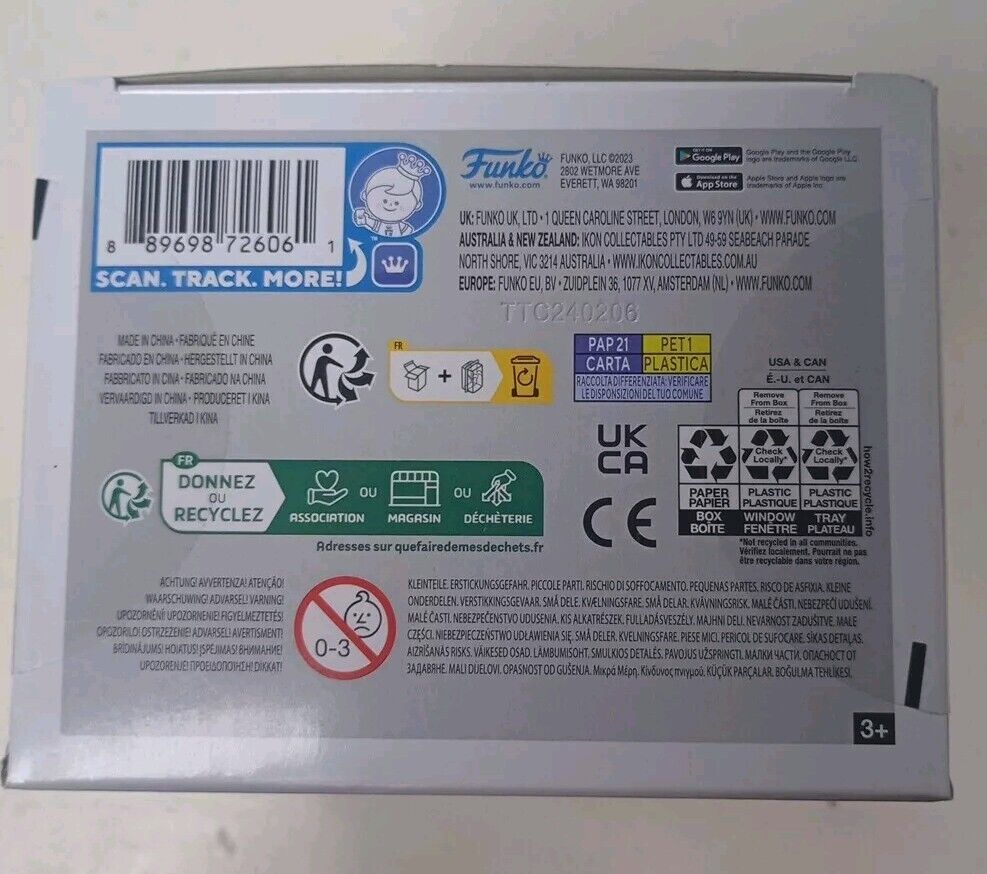 8 89698 72606 1
SCAN. TRACK. MORE!
TM
Funko
www.funko.com
FUNKO, LLC ©2023
2802 WETMORE AVE
EVERETT, WA 98201
GET IT ON
Google Play
Google Play and the Google Play
logo are trademarks of Google LLC
Download on the
App Store
Apple Store and Apple logo are
trademarks of Apple Inc
UK: FUNKO UK, LTD • 1 QUEEN CAROLINE STREET, LONDON, W6 9YN (UK) • WWW.FUNKO.COM
AUSTRALIA & NEW ZEALAND: IKON COLLECTABLES PTY LTD 49-59 SEABEACH PARADE
NORTH SHORE, VIC 3214 AUSTRALIA • WWW.IKONCOLLECTABLES.COM.AU
EUROPE: FUNKO EU, BV • ZUIDPLEIN 36, 1077 XV, AMSTERDAM (NL) • WWW.FUNKO.COM
TTC240206
MADE IN CHINA • FABRIQUÉ EN CHINE
FABRICADO EN CHINA • HERGESTELLT IN CHINA
FABBRICATO IN CINA • FABRICADO NA CHINA
VERVAARDIGD IN CHINA • PRODUCERET I KINA
TILLVERKAD I KINA
FR
+
PAP 21
PET 1
CARTA
PLASTICA
RACCOLTA DIFFERENZIATA: VERIFICARE
LE DISPOSIZIONI DEL TUO COMUNE
USA & CAN
É.-U. et CAN
Remove
From Box
Retirez
de la boîte
Remove
From Box
Retirez
de la boîte
Check
Locally*
Check
Locally*
PAPER
PAPIER
BOX
BOÎTE
PLASTIC
PLASTIQUE
WINDOW
FENÊTRE
PLASTIC
PLASTIQUE
TRAY
PLATEAU
how2recycle.info
*Not recycled in all communities.
Vérifiez localement. Pourrait ne pas
être recyclable dans votre région.
UK
CA
CE
FR
DONNEZ
OU
RECYCLEZ
ASSOCIATION
OU
MAGASIN
OU
DÉCHÈTERIE
Adresses sur quefairedemesdechets.fr
ACHTUNG! AVVERTENZA! ATENÇÃO!
WAARSCHUWING! ADVARSEL! VARNING!
UPOZORNĚNÍ! UPOZORNENIE! FIGYELMEZTETÉS!
OPOZORILO! OSTRZEŻENIE! ADVARSEL! AVERTISMENT!
BRĪDINĀJUMS! HOIATUS! ĮSPĖJIMAS! ВНИМАНИЕ!
UPOZORENJE! ΠΡΟΕΙΔΟΠΟΙΗΣΗ! DİKKAT!
0-3
KLEINTEILE. ERSTICKUNGSGEFAHR. PICCOLE PARTI. RISCHIO DI SOFFOCAMENTO. PEQUENAS PARTES. RISCO DE ASFIXIA. KLEINE
ONDERDELEN. VERSTIKKINGSGEVAAR. SMÅ DELE. KVÆLNINGSFARE. SMÅ DELAR. KVÄVNINGSRISK. MALÉ ČÁSTI. NEBEZPEČÍ UDUŠENÍ.
MALÉ ČASTI. NEBEZPEČENSTVO UDUSENIA. KIS ALKATRÉSZEK. FULLADÁSVESZÉLY. MAJHNI DELI. NEVARNOST ZADUŠITVE. MAŁE
CZĘŚCI. NIEBEZPIECZEŃSTWO UDŁAWIENIA SIĘ. SMÅ DELER. KVELNINGSFARE. PIESE MICI. PERICOL DE SUFOCARE. SĪKAS DETAĻAS.
AIZRĪŠANĀS RISKS. VÄIKESED OSAD. LÄMBUMISOHT. SMULKIOS DETALĖS. PAVOJUS UŽSPRINGTI. МАЛКИ ЧАСТИ. ОПАСНОСТ ОТ
ЗАДАВЯНЕ. MALI DIJELOVI. OPASNOST OD GUŠENJA. Μικρά Μέρη. Κίνδυνος πνιγμού. KÜÇÜK PARÇALAR. BOĞULMA TEHLİKESİ.
3+